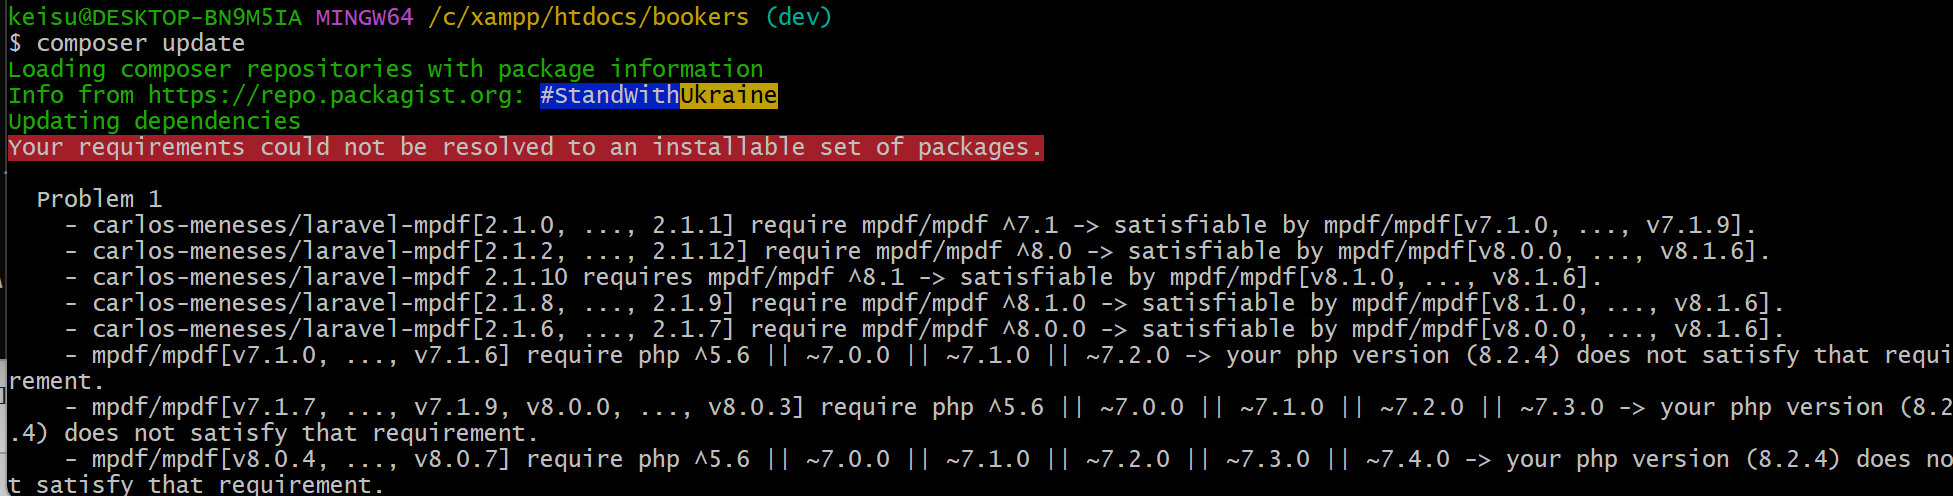 keisu@DESKTOP-BN9M5IA MINGW64 /c/xampp/htdocs/bookers (dev)
$ composer update
Loading composer repositories with package information
Info from https://repo.packagist.org: #StandWithUkraine
Updating dependencies
Your requirements could not be resolved to an installable set of packages.
Problem 1
- carlos-meneses/laravel-mpdf[2.1.0, ..., 2.1.1] require mpdf/mpdf ^7.1 -> satisfiable by mpdf/mpdf[v7.1.0, ..., v7.1.9].
- carlos-meneses/laravel-mpdf[2.1.2, ..., 2.1.12] require mpdf/mpdf ^8.0 -> satisfiable by mpdf/mpdf[v8.0.0, ..., v8.1.6].
- carlos-meneses/laravel-mpdf 2.1.10 requires mpdf/mpdf ^8.1 -> satisfiable by mpdf/mpdf[v8.1.0, ..., v8.1.6].
- carlos-meneses/laravel-mpdf[2.1.8, ..., 2.1.9] require mpdf/mpdf ^8.1.0 -> satisfiable by mpdf/mpdf[v8.1.0, ..., v8.1.6].
- carlos-meneses/laravel-mpdf[2.1.6, ..., 2.1.7] require mpdf/mpdf ^8.0.0 -> satisfiable by mpdf/mpdf[v8.0.0, ..., v8.1.6].
- mpdf/mpdf[v7.1.0, ..., v7.1.6] require php ^5.6 || ~7.0.0 || ~7.1.0 || ~7.2.0 -> your php version (8.2.4) does not satisfy that requi
rement.
- mpdf/mpdf[v7.1.7, ..., v7.1.9, v8.0.0, ..., v8.0.3] require php ^5.6 || ~7.0.0 || ~7.1.0 || ~7.2.0 || ~7.3.0 -> your php version (8.2
.4) does not satisfy that requirement.
- mpdf/mpdf[v8.0.4, ..., v8.0.7] require php ^5.6 || ~7.0.0 || ~7.1.0 || ~7.2.0 || ~7.3.0 || ~7.4.0 -> your php version (8.2.4) does no
t satisfy that requirement.